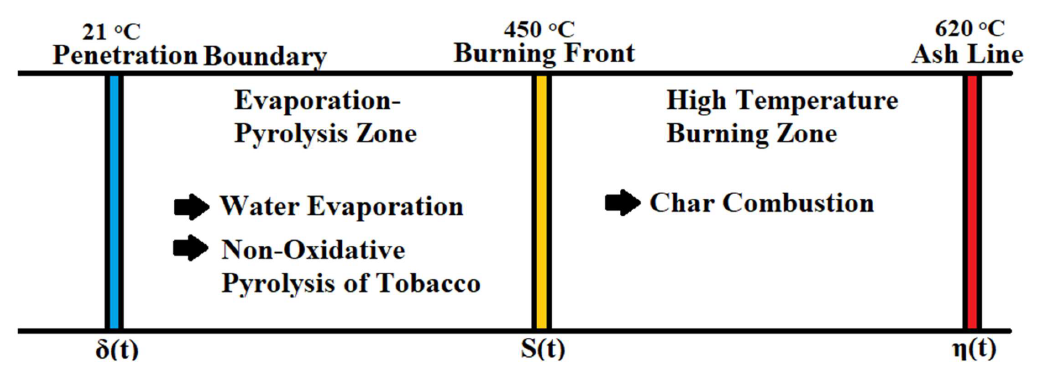 21 °C
Penetration Boundary
450 °C
Burning Front
620 °C
Ash Line
Evaporation-
Pyrolysis Zone
Water Evaporation
Non-Oxidative
Pyrolysis of Tobacco
High Temperature
Burning Zone
Char Combustion
δ(t)
S(t)
η(t)